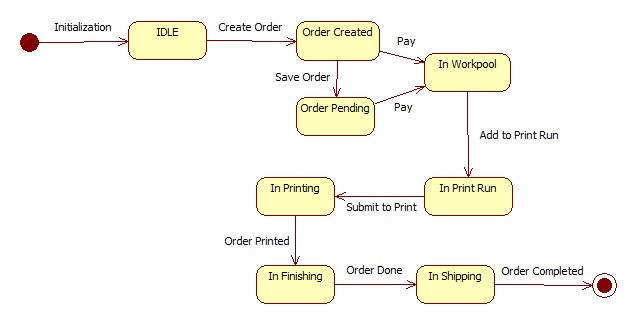 Initialization
IDLE
Create Order
Order Created
Pay
Save Order
In Workpool
Order Pending
Pay
Add to Print Run
In Printing
Submit to Print
In Print Run
Order Printed
In Finishing
Order Done
In Shipping
Order Completed